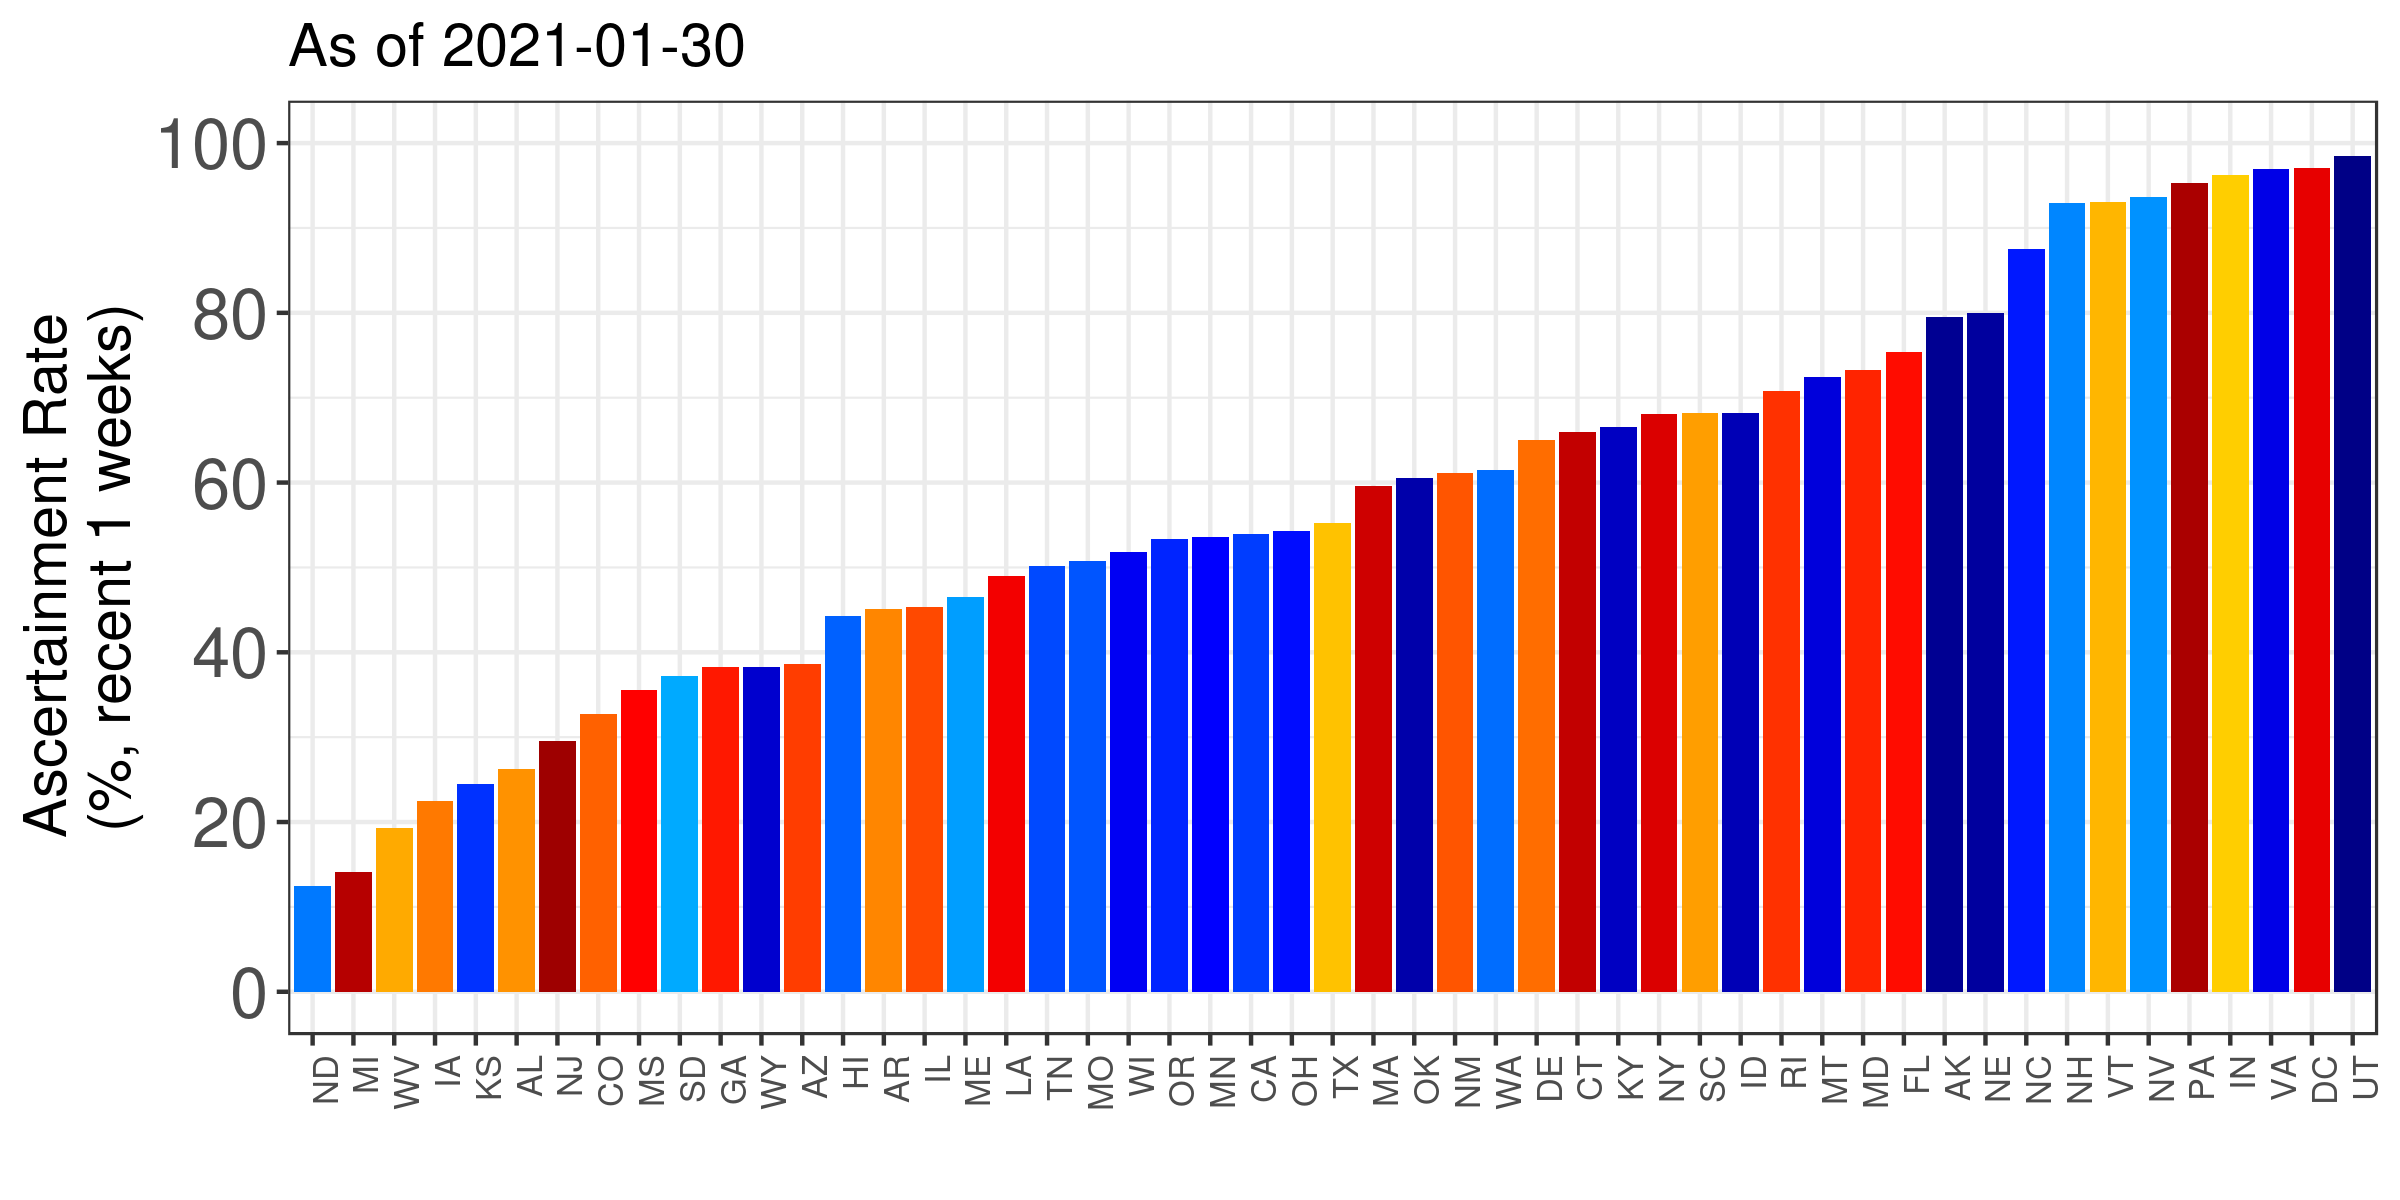 As of 2021-01-30
Ascertainment Rate
(%, recent 1 weeks)
100
80
60
40
20
0
ND MI WV IA KS AL NJ CO MS SD GA WY AZ HI AR IL ME LA TN MO WI OR MN CA OH TX MA OK NM WA DE CT KY NY SC ID RI MT MD FL AK NE NC NH VT NV PA IN VA DC UT